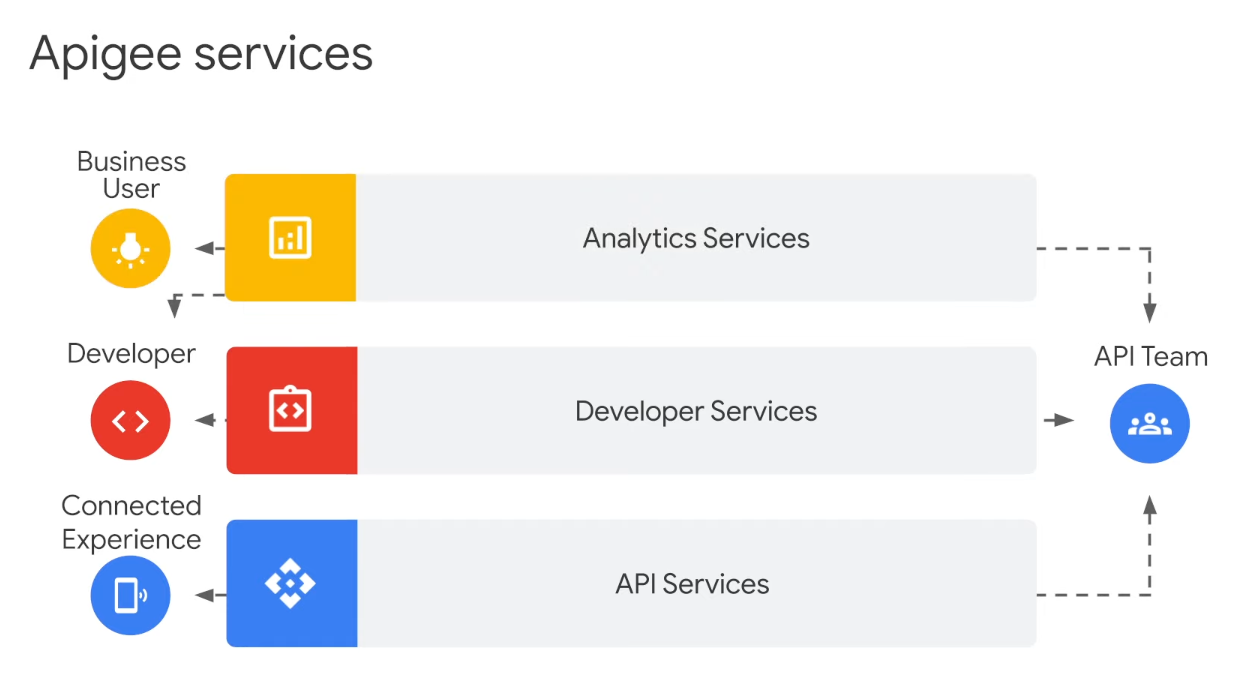 Apigee services
Business
User
Analytics Services
Developer
Developer Services
API Team
Connected
Experience
API Services